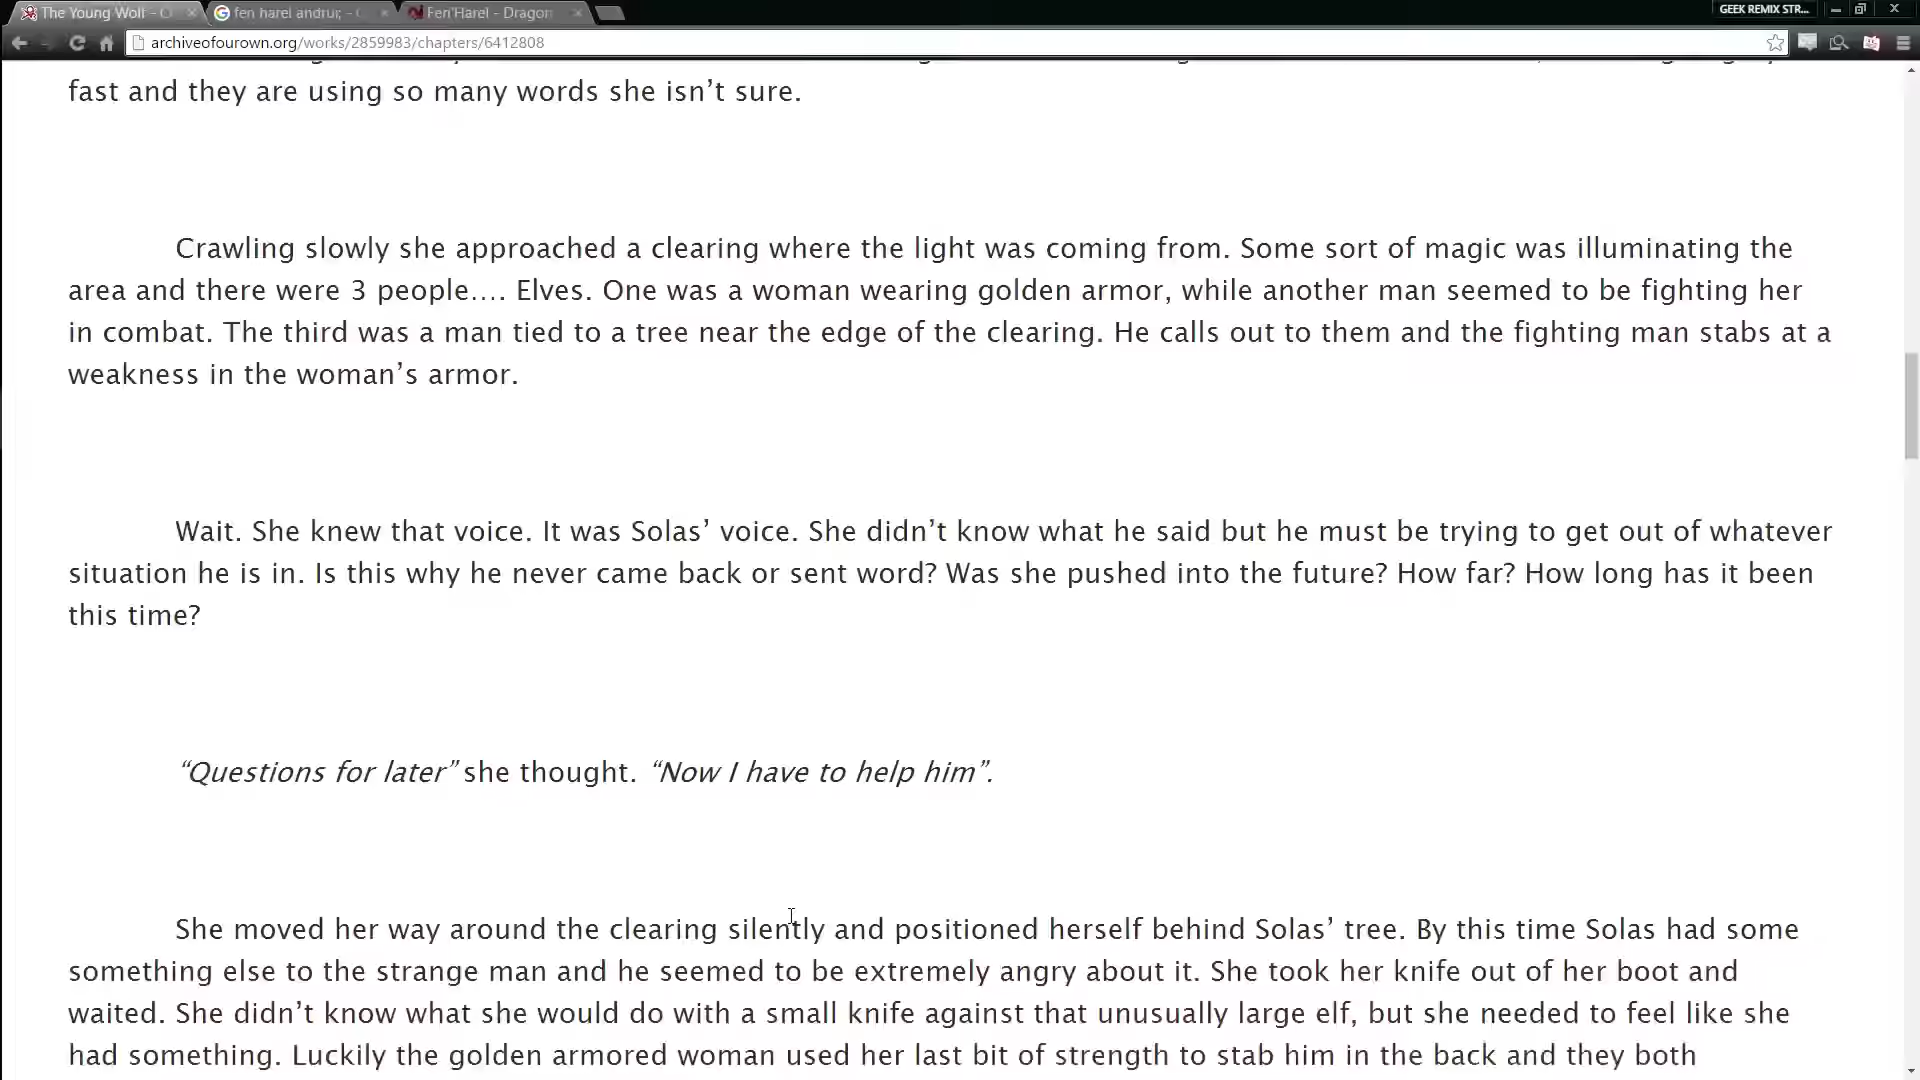 The Young Wolf - O
fen harel andrur, - G
Fen'Harel - Dragon
GEEK REMIX STR...
archiveofourown.org/works/2859983/chapters/6412808
fast and they are using so many words she isn’t sure.
Crawling slowly she approached a clearing where the light was coming from. Some sort of magic was illuminating the
area and there were 3 people…. Elves. One was a woman wearing golden armor, while another man seemed to be fighting her
in combat. The third was a man tied to a tree near the edge of the clearing. He calls out to them and the fighting man stabs at a
weakness in the woman’s armor.
Wait. She knew that voice. It was Solas’ voice. She didn’t know what he said but he must be trying to get out of whatever
situation he is in. Is this why he never came back or sent word? Was she pushed into the future? How far? How long has it been
this time?
“Questions for later” she thought. “Now I have to help him”.
She moved her way around the clearing silently and positioned herself behind Solas’ tree. By this time Solas had some
something else to the strange man and he seemed to be extremely angry about it. She took her knife out of her boot and
waited. She didn’t know what she would do with a small knife against that unusually large elf, but she needed to feel like she
had something. Luckily the golden armored woman used her last bit of strength to stab him in the back and they both